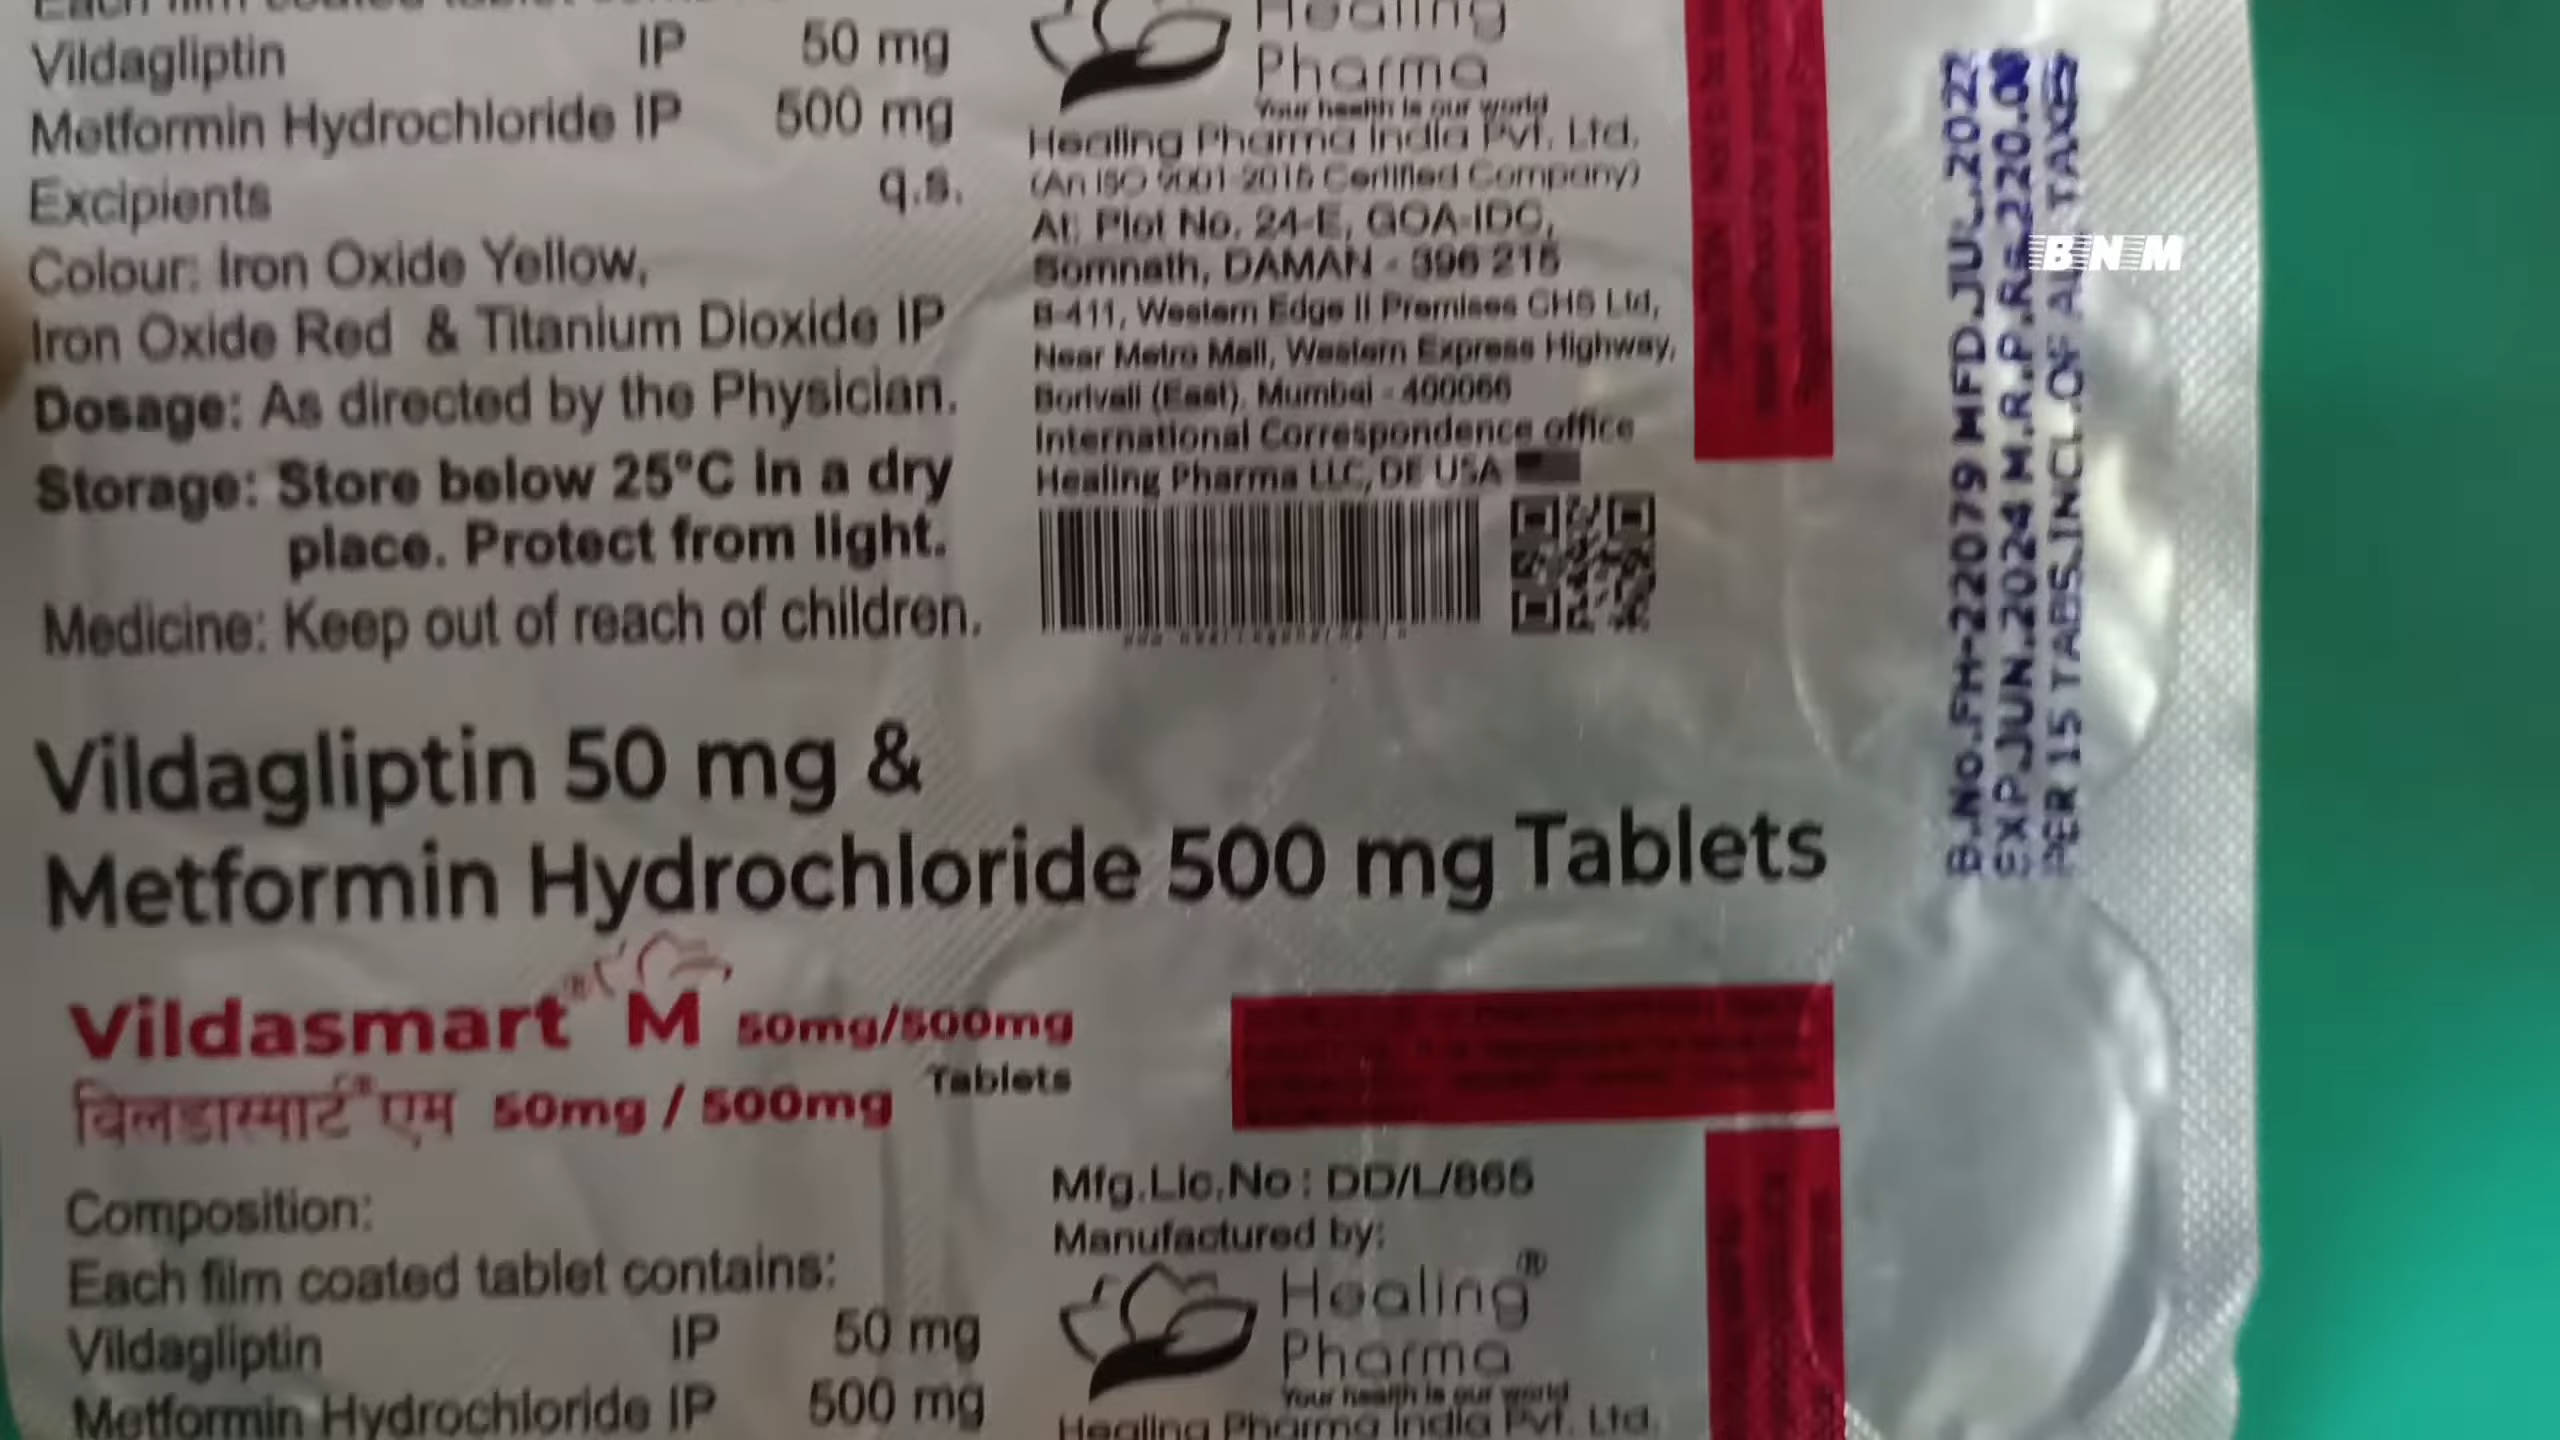 Each film coated tablet
Vildagliptin IP 50 mg
Metformin Hydrochloride IP 500 mg
Excipients q.s.
Colour: Iron Oxide Yellow,
Iron Oxide Red & Titanium Dioxide IP
Dosage: As directed by the Physician.
Storage: Store below 25°C in a dry
place. Protect from light.
Medicine: Keep out of reach of children.
Healing
Pharma
Your health is our world
Healing Pharma India Pvt. Ltd.
(An ISO 9001-2015 Certified Company)
At: Plot No. 24-E, GOA-IDC,
Somnath, DAMAN - 396 215
B-411, Western Edge II Premises CHS Ltd,
Near Metro Mall, Western Express Highway,
Borivali (East), Mumbai - 400066
International Correspondence office
Healing Pharma LLC, DE USA
Vildagliptin 50 mg &
Metformin Hydrochloride 500 mg Tablets
Vildasmart® M 50mg/500mg
Tablets
विलडास्मार्ट® एम 50mg / 500mg
Composition:
Each film coated tablet contains:
Vildagliptin IP 50 mg
Metformin Hydrochloride IP 500 mg
Mfg.Lic.No : DD/L/865
Manufactured by:
Healing®
Pharma
Your health is our world
Healing Pharma India Pvt. Ltd.
B.No.FH-22079 MFD.JUL.2022
EXP.JUN.2024 M.R.P.Rs.220.00
PER 15 TABS.INCL.OF ALL TAXES
BNM